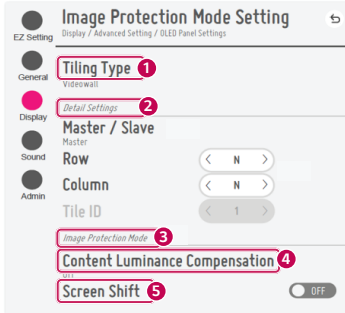 Image Protection Mode Setting
Display / Advanced Setting / OLED Panel Settings
EZ Setting
General
Display
Sound
Admin
Tiling Type 1
Videowall
Detail Settings 2
Master / Slave
Master
Row < N >
Column < N >
Tile ID < 1 >
Image Protection Mode 3
Content Luminance Compensation 4
Off
Screen Shift 5 OFF